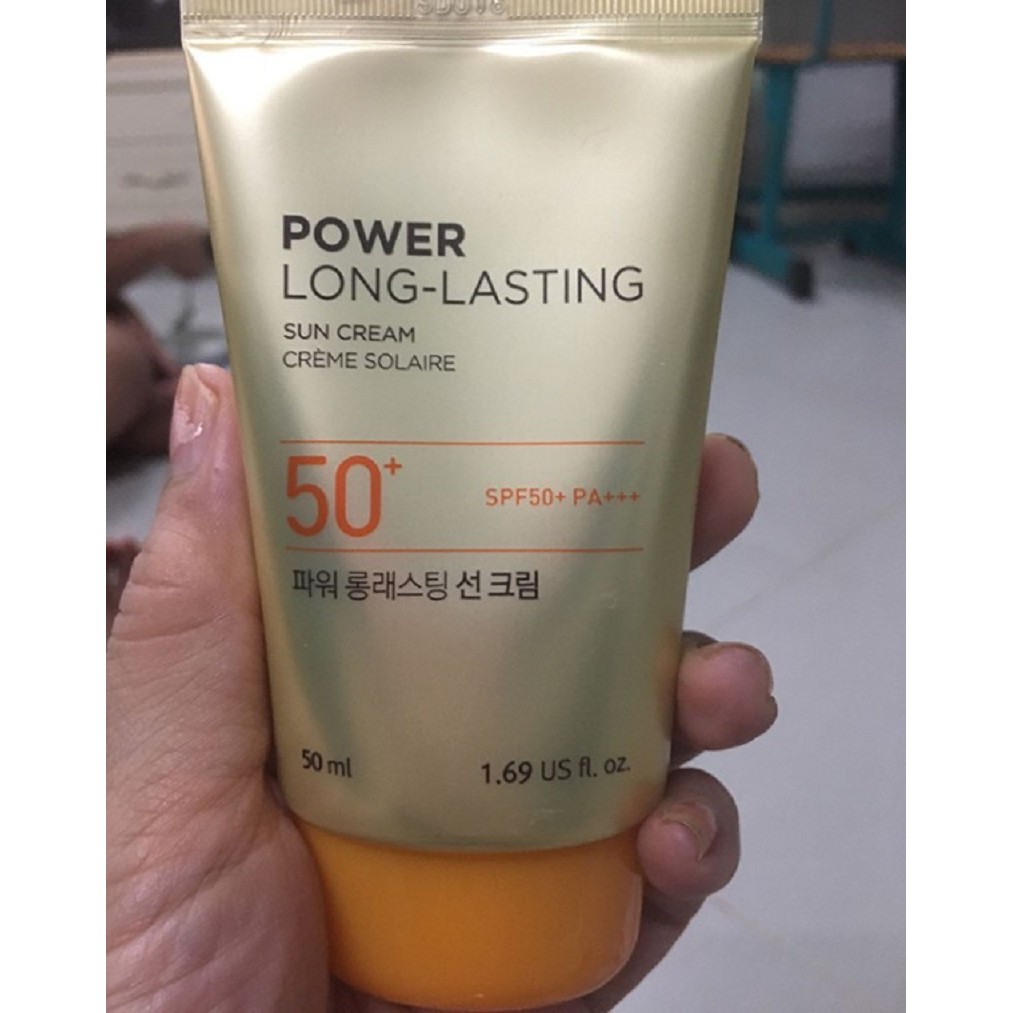 POWER
LONG-LASTING
SUN CREAM
CRÈME SOLAIRE
50+
SPF50+ PA+++
파워 롱래스팅 선 크림
50 ml
1.69 US fl. oz.